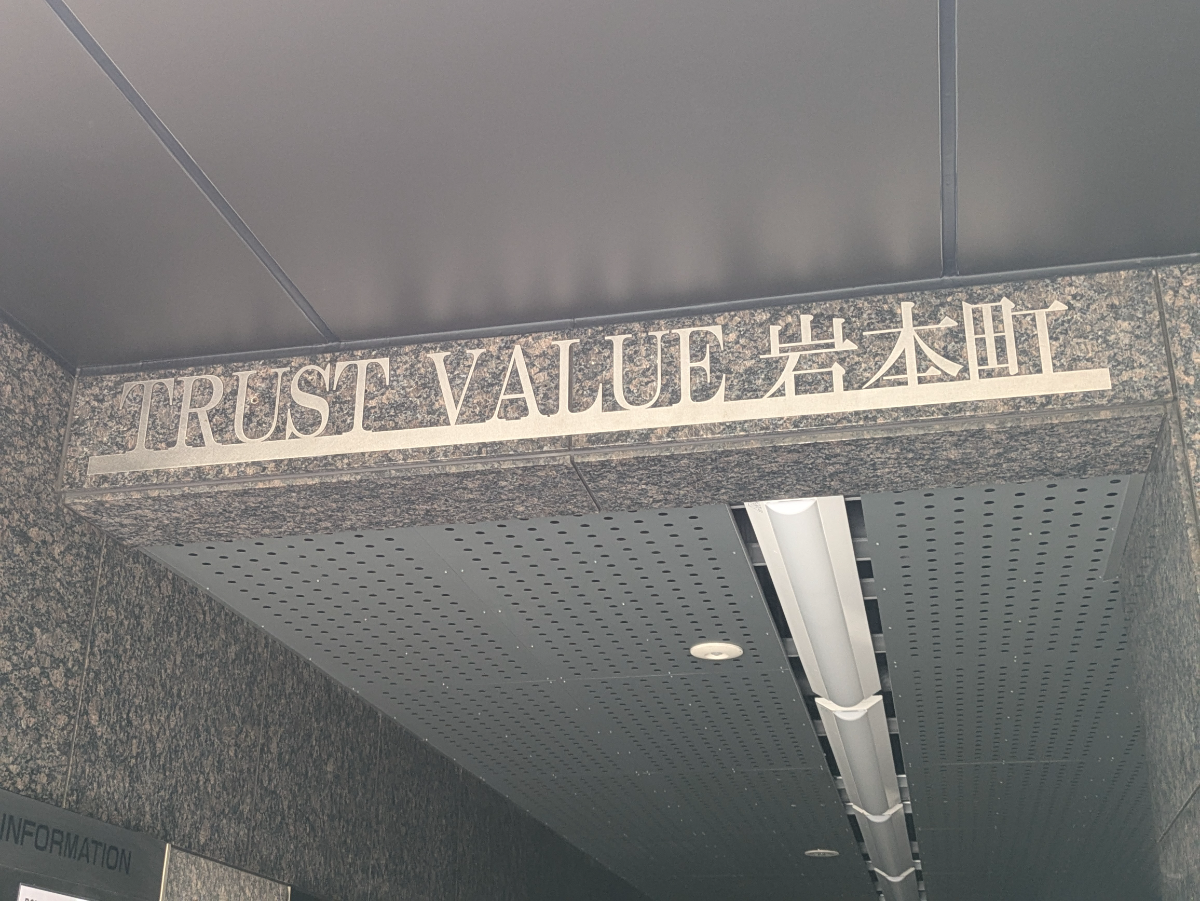 TRUST VALUE 岩本町
INFORMATION